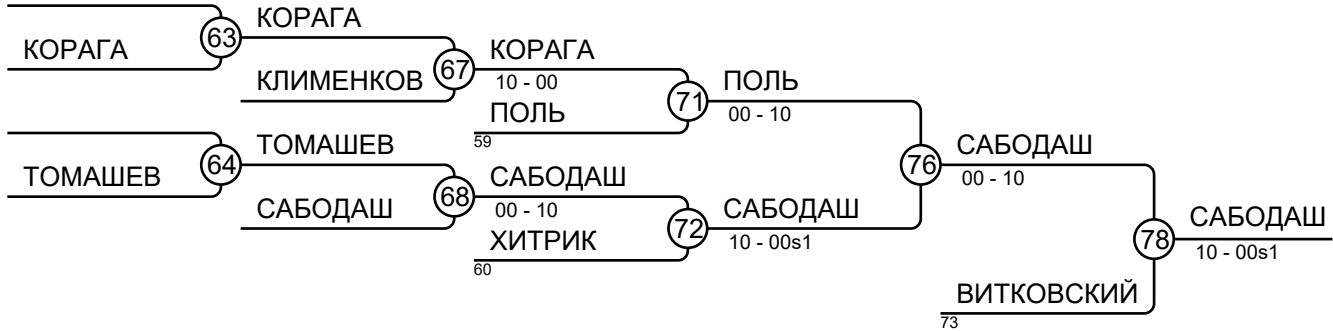 КОРАГА
63
КОРАГА
КЛИМЕНКОВ
67
КОРАГА
10 - 00
ПОЛЬ
59
71
ПОЛЬ
00 - 10
ТОМАШЕВ
64
ТОМАШЕВ
САБОДАШ
68
САБОДАШ
00 - 10
ХИТРИК
60
72
САБОДАШ
10 - 00s1
76
САБОДАШ
00 - 10
ВИТКОВСКИЙ
73
78
САБОДАШ
10 - 00s1